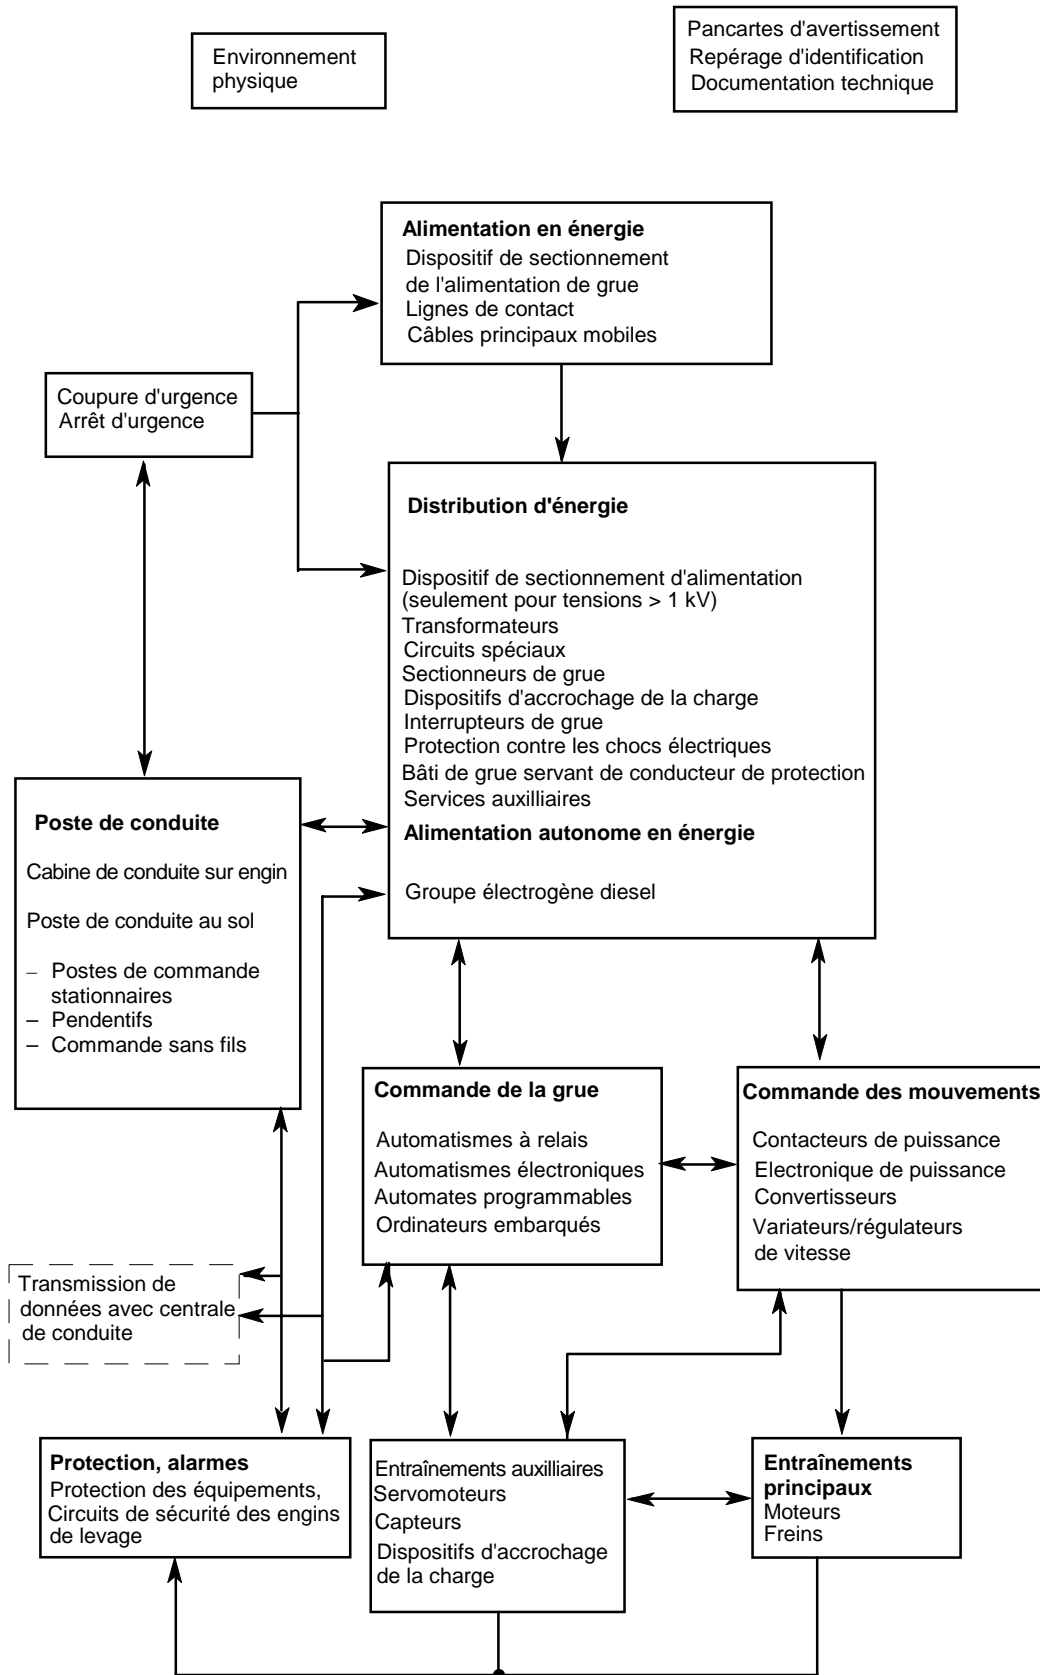 Environnement
physique
Pancartes d'avertissement
Repérage d'identification
Documentation technique
Alimentation en énergie
Dispositif de sectionnement
de l'alimentation de grue
Lignes de contact
Câbles principaux mobiles
Coupure d'urgence
Arrêt d'urgence
Distribution d'énergie
Dispositif de sectionnement d'alimentation
(seulement pour tensions > 1 kV)
Transformateurs
Circuits spéciaux
Sectionneurs de grue
Dispositifs d'accrochage de la charge
Interrupteurs de grue
Protection contre les chocs électriques
Bâti de grue servant de conducteur de protection
Services auxilliaires
Alimentation autonome en énergie
Groupe électrogène diesel
Poste de conduite
Cabine de conduite sur engin
Poste de conduite au sol
– Postes de commande
stationnaires
– Pendentifs
– Commande sans fils
Commande de la grue
Automatismes à relais
Automatismes électroniques
Automates programmables
Ordinateurs embarqués
Commande des mouvements
Contacteurs de puissance
Electronique de puissance
Convertisseurs
Variateurs/régulateurs
de vitesse
Transmission de
données avec centrale
de conduite
Protection, alarmes
Protection des équipements,
Circuits de sécurité des engins
de levage
Entraînements auxilliaires
Servomoteurs
Capteurs
Dispositifs d'accrochage
de la charge
Entraînements
principaux
Moteurs
Freins